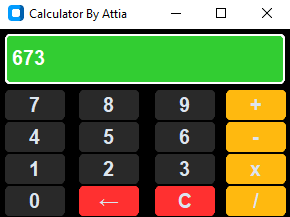 Calculator By Attia
673
7 8 9 +
4 5 6 -
1 2 3 x
0 ← C /